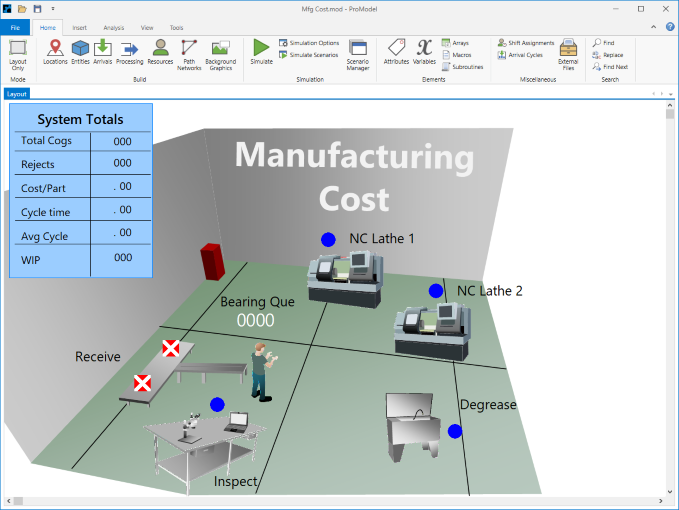 Mfg Cost.mod - ProModel
File Home Insert Analysis View Tools
Layout Only
Mode
Locations Entities Arrivals Processing Resources Path Networks Background Graphics
Build
Simulate
Simulation Options
Simulate Scenarios
Scenario Manager
Simulation
Attributes Variables
Arrays
Macros
Subroutines
Elements
Shift Assignments
Arrival Cycles
External Files
Miscellaneous
Find
Replace
Find Next
Search
Layout
System Totals
Total Cogs 000
Rejects 000
Cost/Part . 00
Cycle time . 00
Avg Cycle . 00
WIP 000
Manufacturing
Cost
NC Lathe 1
NC Lathe 2
Bearing Que
0000
Receive
Degrease
Inspect